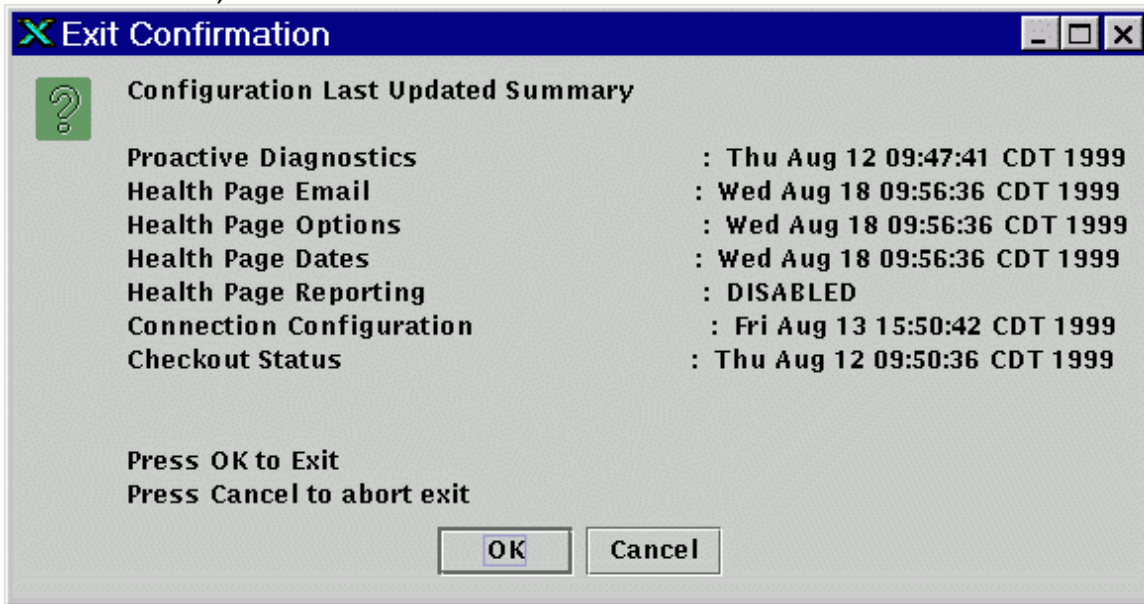 Exit Confirmation
Configuration Last Updated Summary
Proactive Diagnostics : Thu Aug 12 09:47:41 CDT 1999
Health Page Email : Wed Aug 18 09:56:36 CDT 1999
Health Page Options : Wed Aug 18 09:56:36 CDT 1999
Health Page Dates : Wed Aug 18 09:56:36 CDT 1999
Health Page Reporting : DISABLED
Connection Configuration : Fri Aug 13 15:50:42 CDT 1999
Checkout Status : Thu Aug 12 09:50:36 CDT 1999
Press OK to Exit
Press Cancel to abort exit
OK Cancel